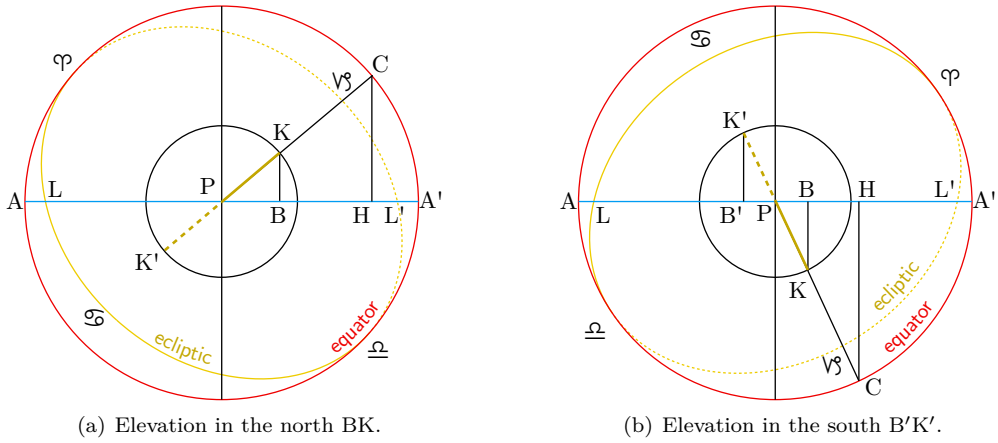 ♈
C
♑
K
A
L
P
B
H
L'
A'
K'
♋
ecliptic
equator
♎
(a) Elevation in the north BK.
♋
♈
K'
A
L
B'
P
B
H
L'
A'
K
ecliptic
equator
♎
♑
C
(b) Elevation in the south B′K′.